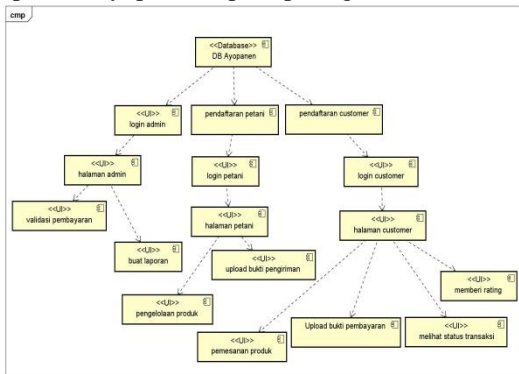 cmp
<<Database>>
DB Ayopanen
<<UI>>
login admin
pendaftaran petani
pendaftaran customer
<<UI>>
halaman admin
<<UI>>
login petani
<<UI>>
login customer
<<UI>>
validasi pembayaran
<<UI>>
halaman petani
<<UI>>
halaman customer
<<UI>>
buat laporan
<<UI>>
upload bukti pengiriman
<<UI>>
memberi rating
<<UI>>
pengelolaan produk
<<UI>>
pemesanan produk
Upload bukti pembayaran
<<UI>>
melihat status transaksi